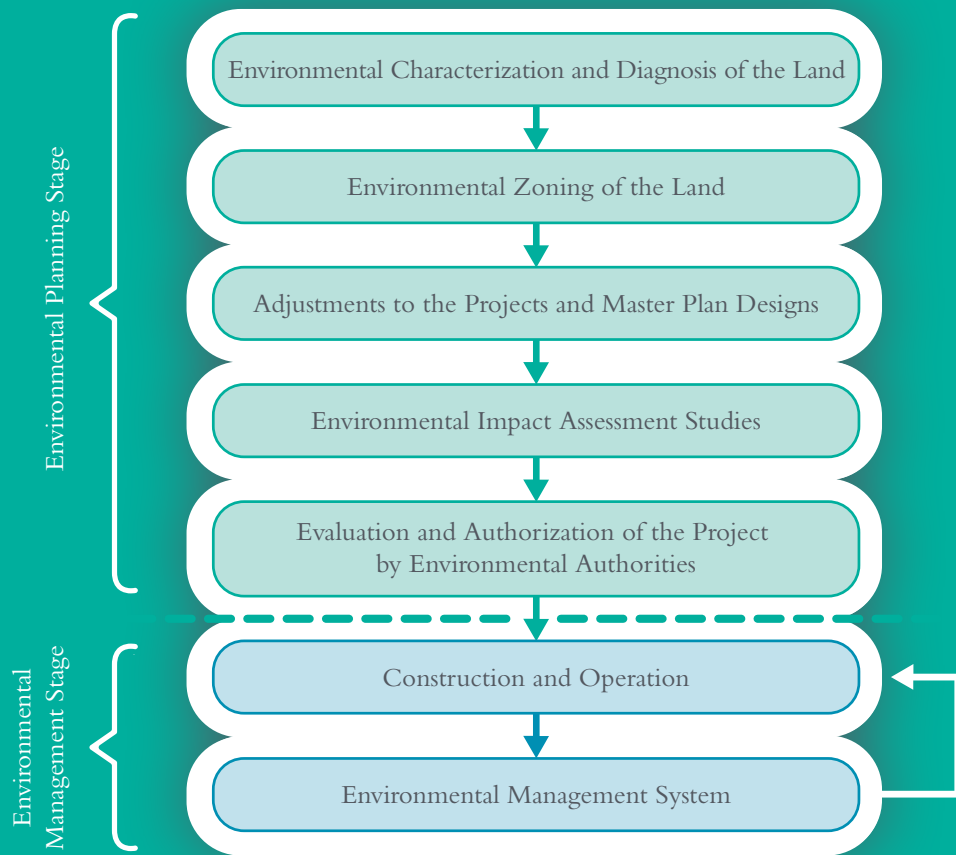 Environmental Planning Stage
Environmental Characterization and Diagnosis of the Land
Environmental Zoning of the Land
Adjustments to the Projects and Master Plan Designs
Environmental Impact Assessment Studies
Evaluation and Authorization of the Project
by Environmental Authorities
Environmental
Management Stage
Construction and Operation
Environmental Management System